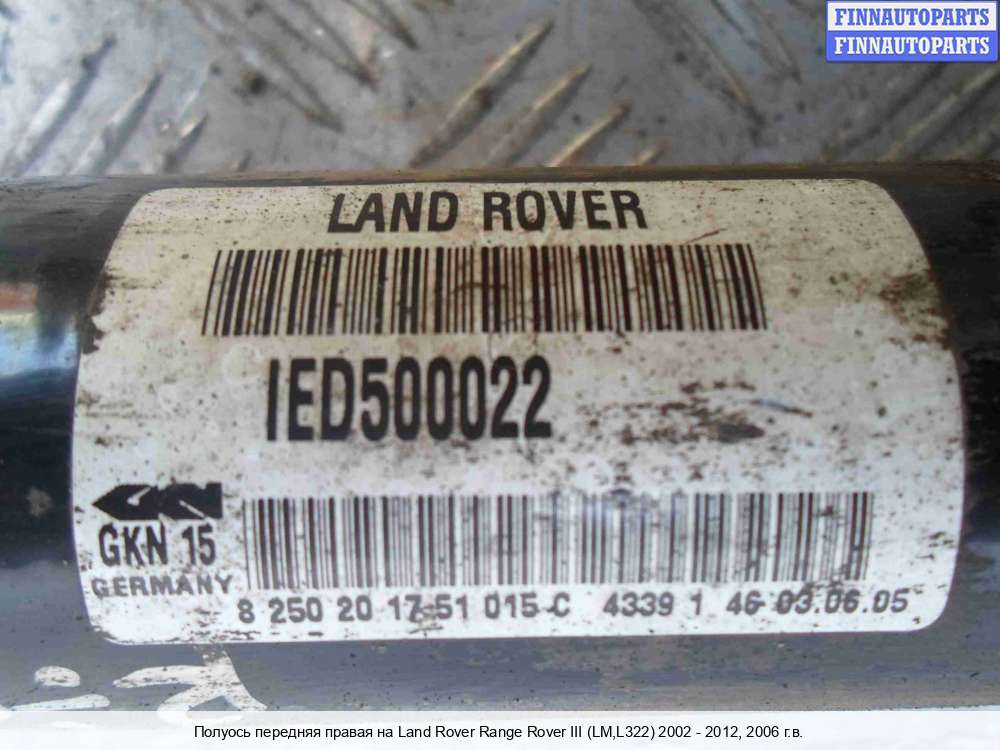 FINNAUTOPARTS
FINNAUTOPARTS
LAND ROVER
IED500022
GKN
GKN 15
GERMANY
8 250 20 17 51 015-C 4339 1 46 03.06.05
Полуось передняя правая на Land Rover Range Rover III (LM,L322) 2002 - 2012, 2006 г.в.